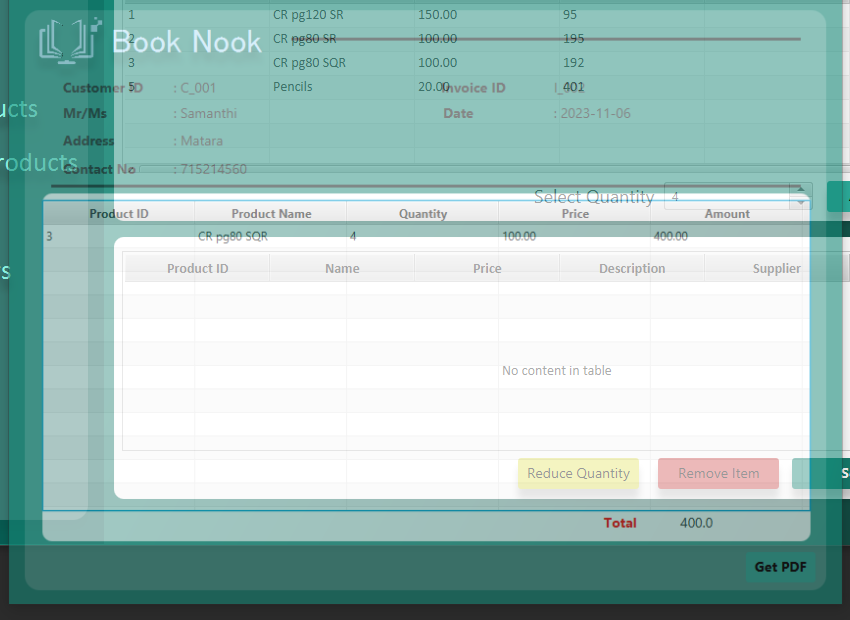 1 CR pg120 SR 150.00 95
Book Nook
2 CR pg80 SR 100.00 195
3 CR pg80 SQR 100.00 192
Customer ID : C_001 Invoice ID
5 Pencils 20.00 401
ucts
Mr/Ms : Samanthi Date : 2023-11-06
Address : Matara
roducts
Contact No : 715214560
Select Quantity 4
Product ID Product Name Quantity Price Amount
3 CR pg80 SQR 4 100.00 400.00
Product ID Name Price Description Supplier
No content in table
Reduce Quantity Remove Item S
Total 400.0
Get PDF